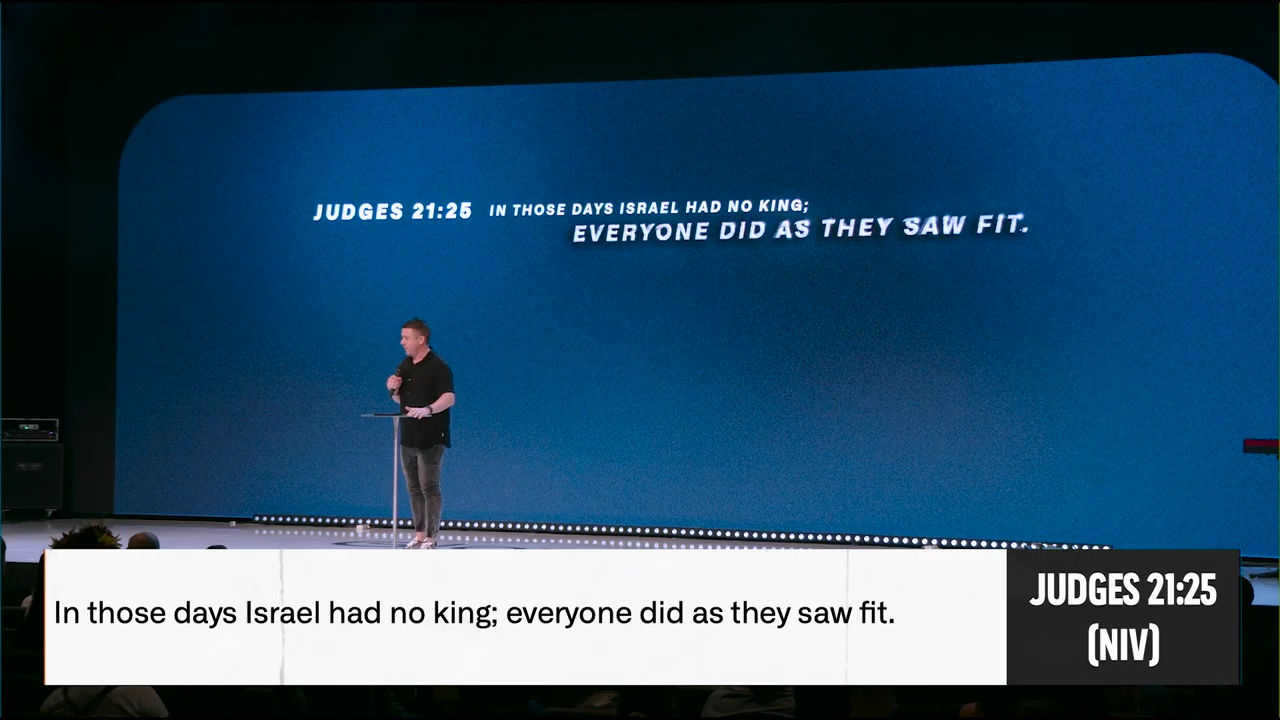 JUDGES 21:25 IN THOSE DAYS ISRAEL HAD NO KING;
EVERYONE DID AS THEY SAW FIT.
In those days Israel had no king; everyone did as they saw fit.
JUDGES 21:25
(NIV)